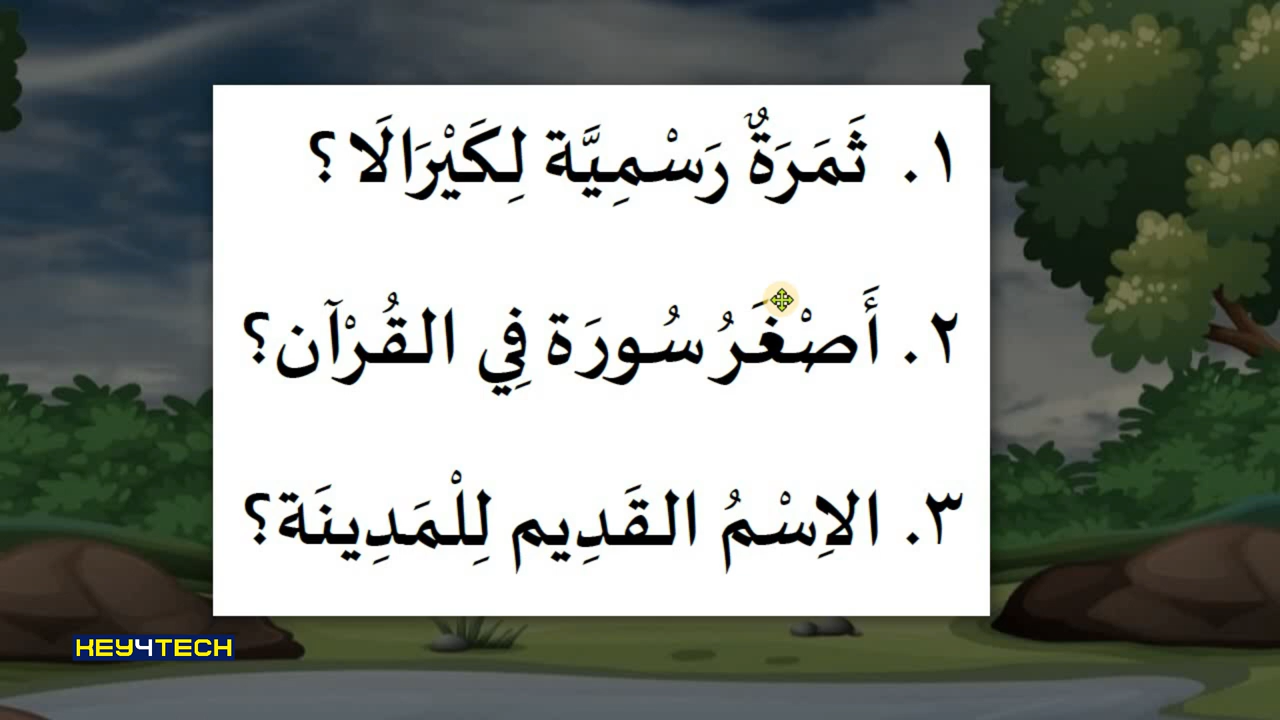 ١. ثَمَرَةٌ رَسْمِيَّة لِكَيْرَالَا ؟
٢. أَصْغَرُ سُورَة فِي القُرْآن؟
٣. الاِسْمُ القَدِيم لِلْمَدِينَة؟
KEY4TECH